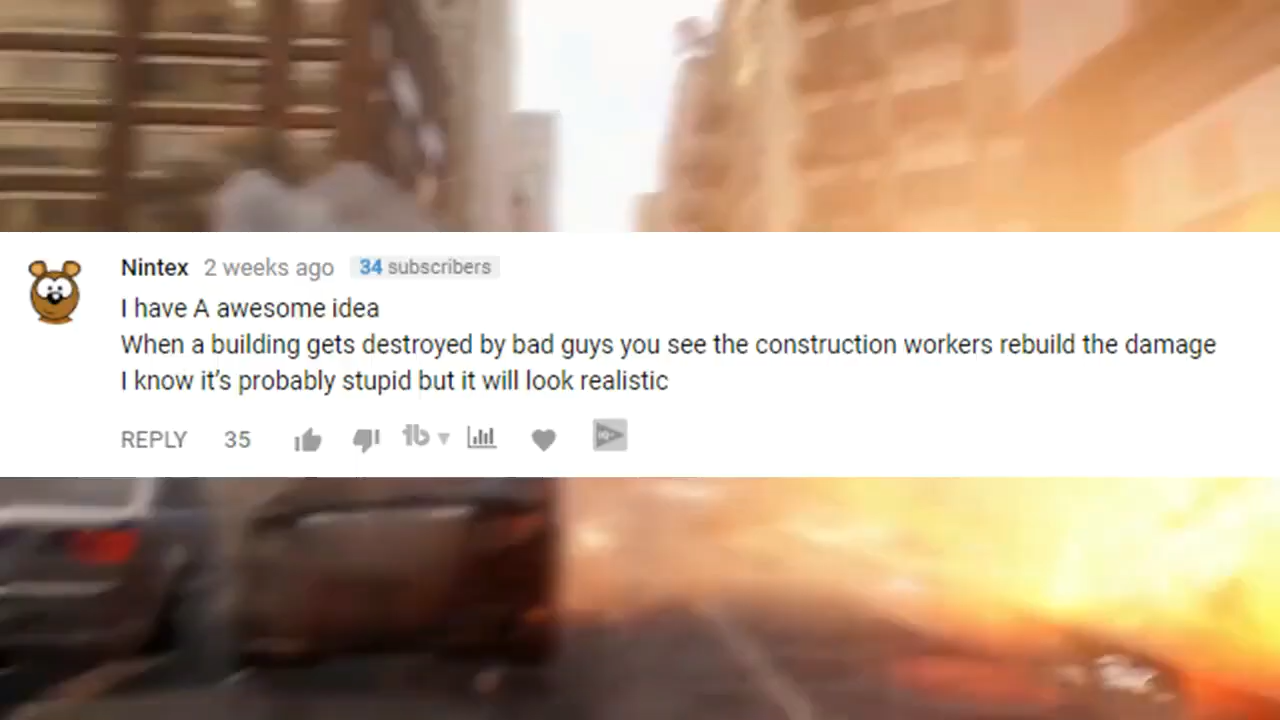 Nintex 2 weeks ago 34 subscribers
I have A awesome idea
When a building gets destroyed by bad guys you see the construction workers rebuild the damage
I know it's probably stupid but it will look realistic
REPLY 35